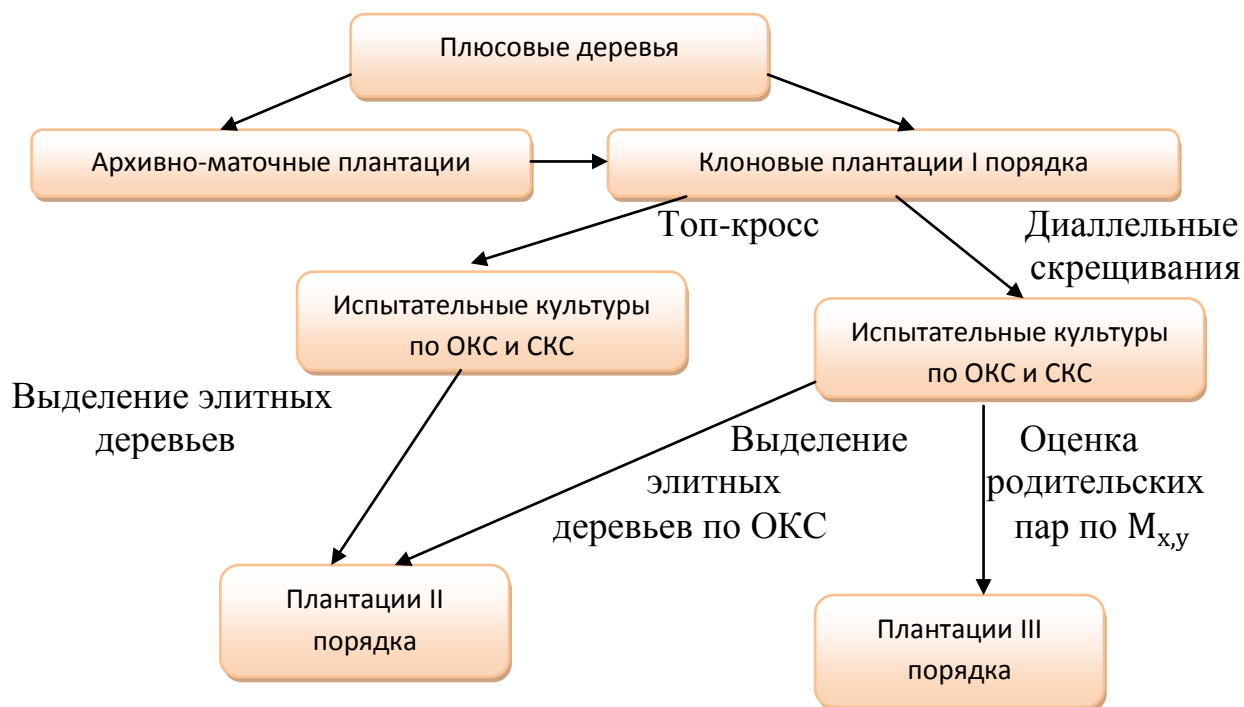 Плюсовые деревья
Архивно-маточные плантации
Клоновые плантации I порядка
Топ-кросс
Диаллельные
скрещивания
Испытательные культуры
по ОКС и СКС
Испытательные культуры
по ОКС и СКС
Выделение элитных
деревьев
Выделение
элитных
деревьев по ОКС
Оценка
родительских
пар по Mx,y
Плантации II
порядка
Плантации III
порядка